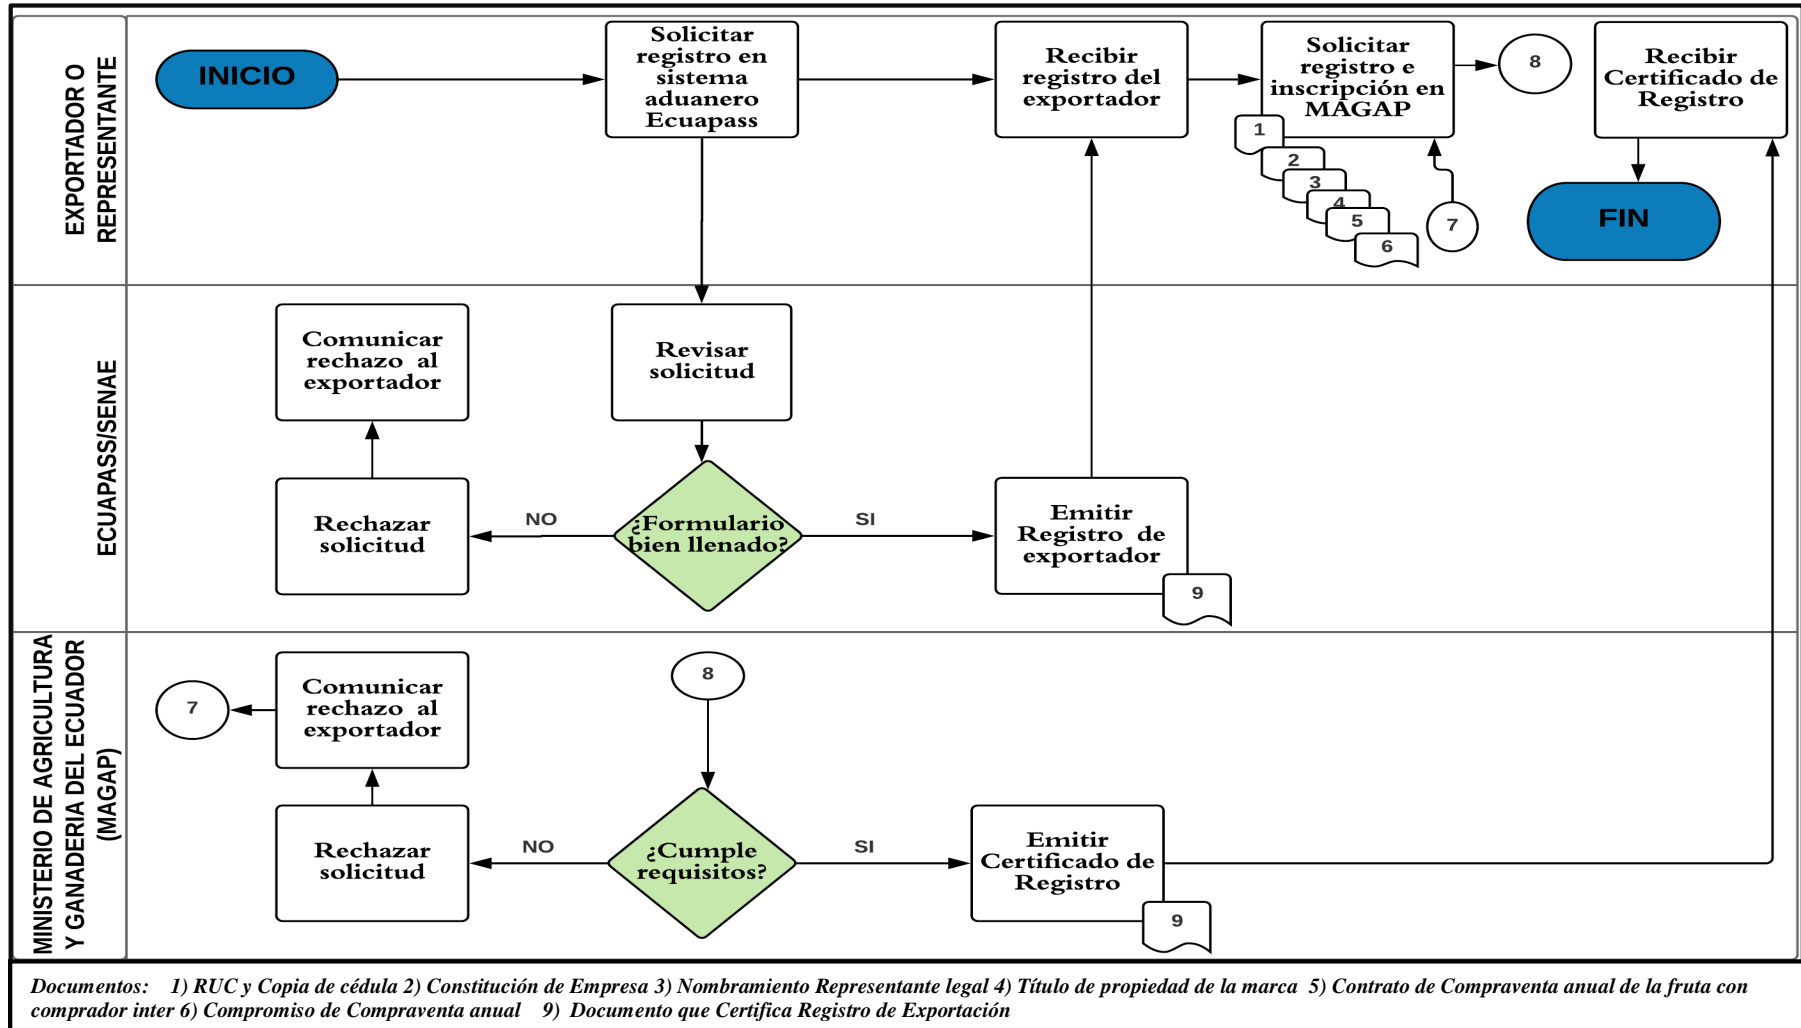 EXPORTADOR O
REPRESENTANTE
INICIO
Solicitar
registro en
sistema
aduanero
Ecuapass
Recibir
registro del
exportador
Solicitar
registro e
inscripción en
MAGAP
8
Recibir
Certificado de
Registro
1
2
3
4
5
6
7
FIN
ECUAPASS/SENAE
Comunicar
rechazo al
exportador
Revisar
solicitud
Rechazar
solicitud
NO
¿Formulario
bien llenado?
SI
Emitir
Registro de
exportador
9
MINISTERIO DE AGRICULTURA
Y GANADERIA DEL ECUADOR
(MAGAP)
7
Comunicar
rechazo al
exportador
8
Rechazar
solicitud
NO
¿Cumple
requisitos?
SI
Emitir
Certificado de
Registro
9
Documentos: 1) RUC y Copia de cédula 2) Constitución de Empresa 3) Nombramiento Representante legal 4) Título de propiedad de la marca 5) Contrato de Compraventa anual de la fruta con
comprador inter 6) Compromiso de Compraventa anual 9) Documento que Certifica Registro de Exportación